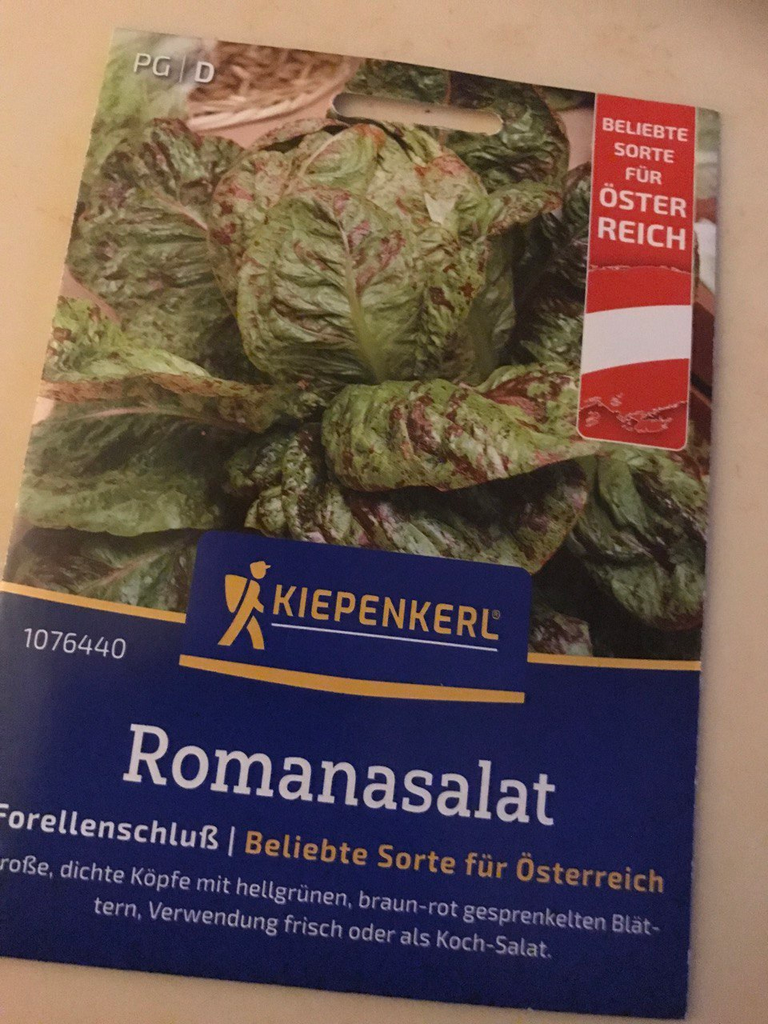 PG | D
BELIEBTE
SORTE
FÜR
ÖSTER
REICH
KIEPENKERL®
1076440
Romanasalat
Forellenschluß | Beliebte Sorte für Österreich
roße, dichte Köpfe mit hellgrünen, braun-rot gesprenkelten Blät-
tern, Verwendung frisch oder als Koch-Salat.